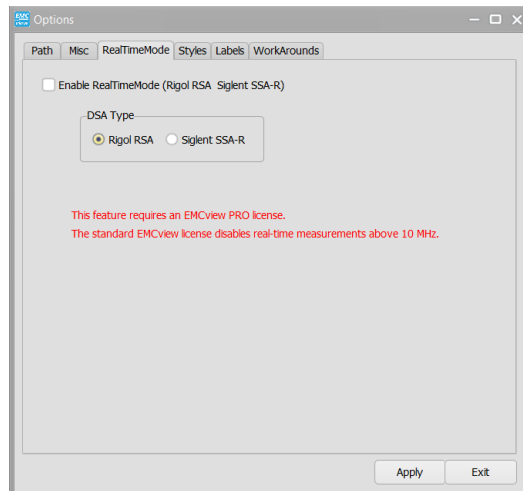 EMC
Options
Path Misc RealTimeMode Styles Labels WorkArounds
Enable RealTimeMode (Rigol RSA Siglent SSA-R)
DSA Type
Rigol RSA Siglent SSA-R
This feature requires an EMCview PRO license.
The standard EMCview license disables real-time measurements above 10 MHz.
Apply Exit